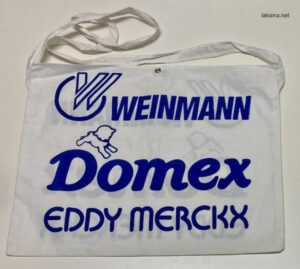 lakarra.net
WEINMANN
Domex
EDDY MERCKX